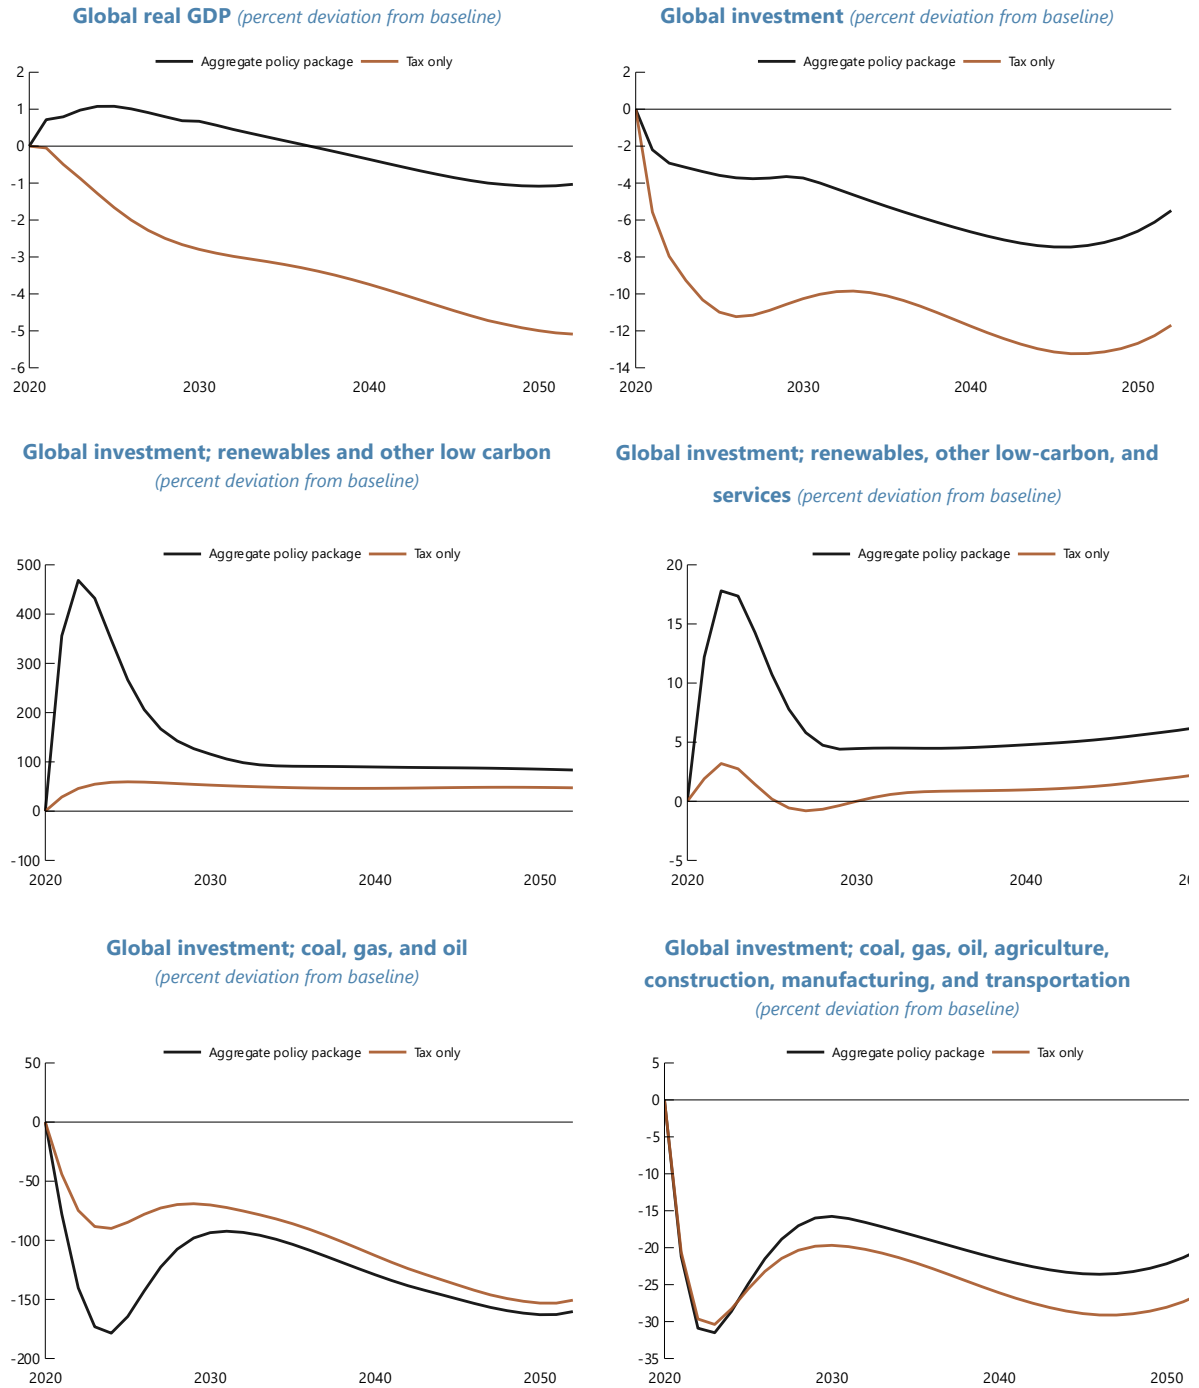 Global real GDP (percent deviation from baseline)
Aggregate policy package Tax only
2
1
0
-1
-2
-3
-4
-5
-6
2020 2030 2040 2050
Global investment (percent deviation from baseline)
Aggregate policy package Tax only
2
0
-2
-4
-6
-8
-10
-12
-14
2020 2030 2040 2050
Global investment; renewables and other low carbon
(percent deviation from baseline)
Aggregate policy package Tax only
500
400
300
200
100
0
-100
2020 2030 2040 2050
Global investment; renewables, other low-carbon, and
services (percent deviation from baseline)
Aggregate policy package Tax only
20
15
10
5
0
-5
2020 2030 2040
Global investment; coal, gas, and oil
(percent deviation from baseline)
Aggregate policy package Tax only
50
0
-50
-100
-150
-200
2020 2030 2040 2050
Global investment; coal, gas, oil, agriculture,
construction, manufacturing, and transportation
(percent deviation from baseline)
Aggregate policy package Tax only
5
0
-5
-10
-15
-20
-25
-30
-35
2020 2030 2040 2050